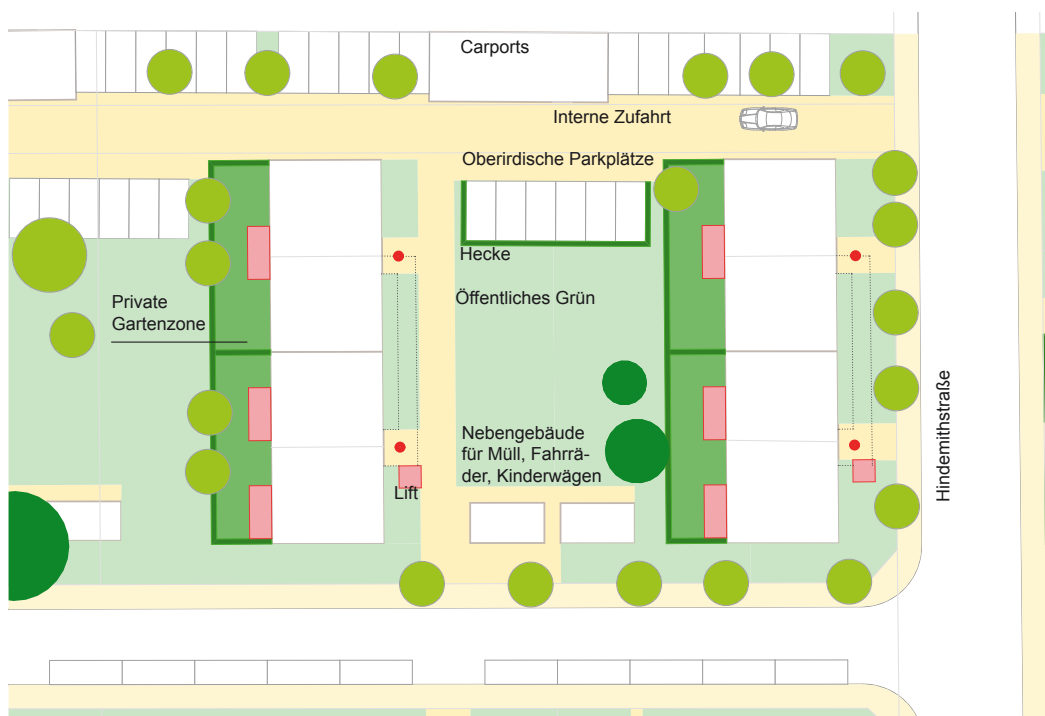 Carports
Interne Zufahrt
Oberirdische Parkplätze
Hecke
Öffentliches Grün
Private
Gartenzone
Nebengebäude
für Müll, Fahrrä-
der, Kinderwägen
Lift
Hindemithstraße